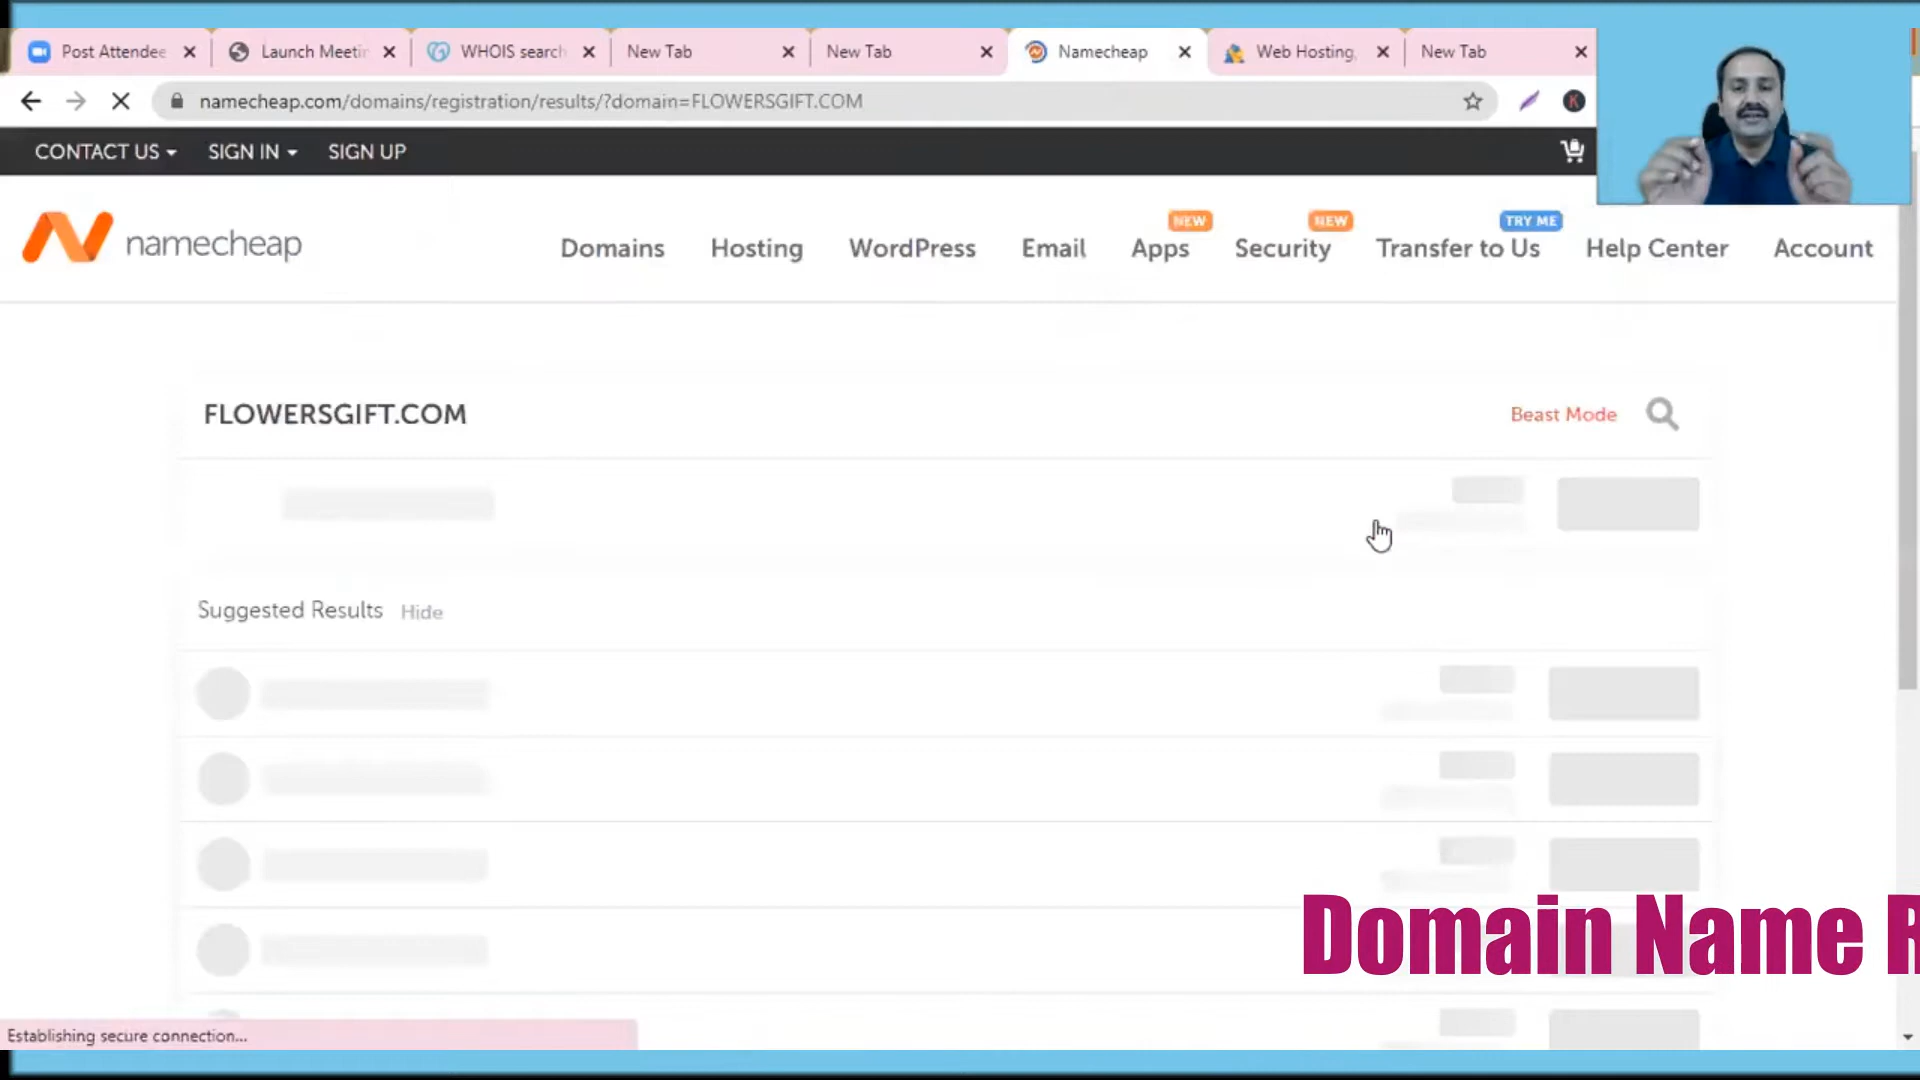 Post Attendee
Launch Meetin
WHOIS search
New Tab
New Tab
Namecheap
Web Hosting,
New Tab
namecheap.com/domains/registration/results/?domain=FLOWERSGIFT.COM
K
CONTACT US
SIGN IN
SIGN UP
namecheap
NEW
NEW
TRY ME
Domains
Hosting
WordPress
Email
Apps
Security
Transfer to Us
Help Center
Account
FLOWERSGIFT.COM
Beast Mode
Suggested Results Hide
Domain Name R
Establishing secure connection...